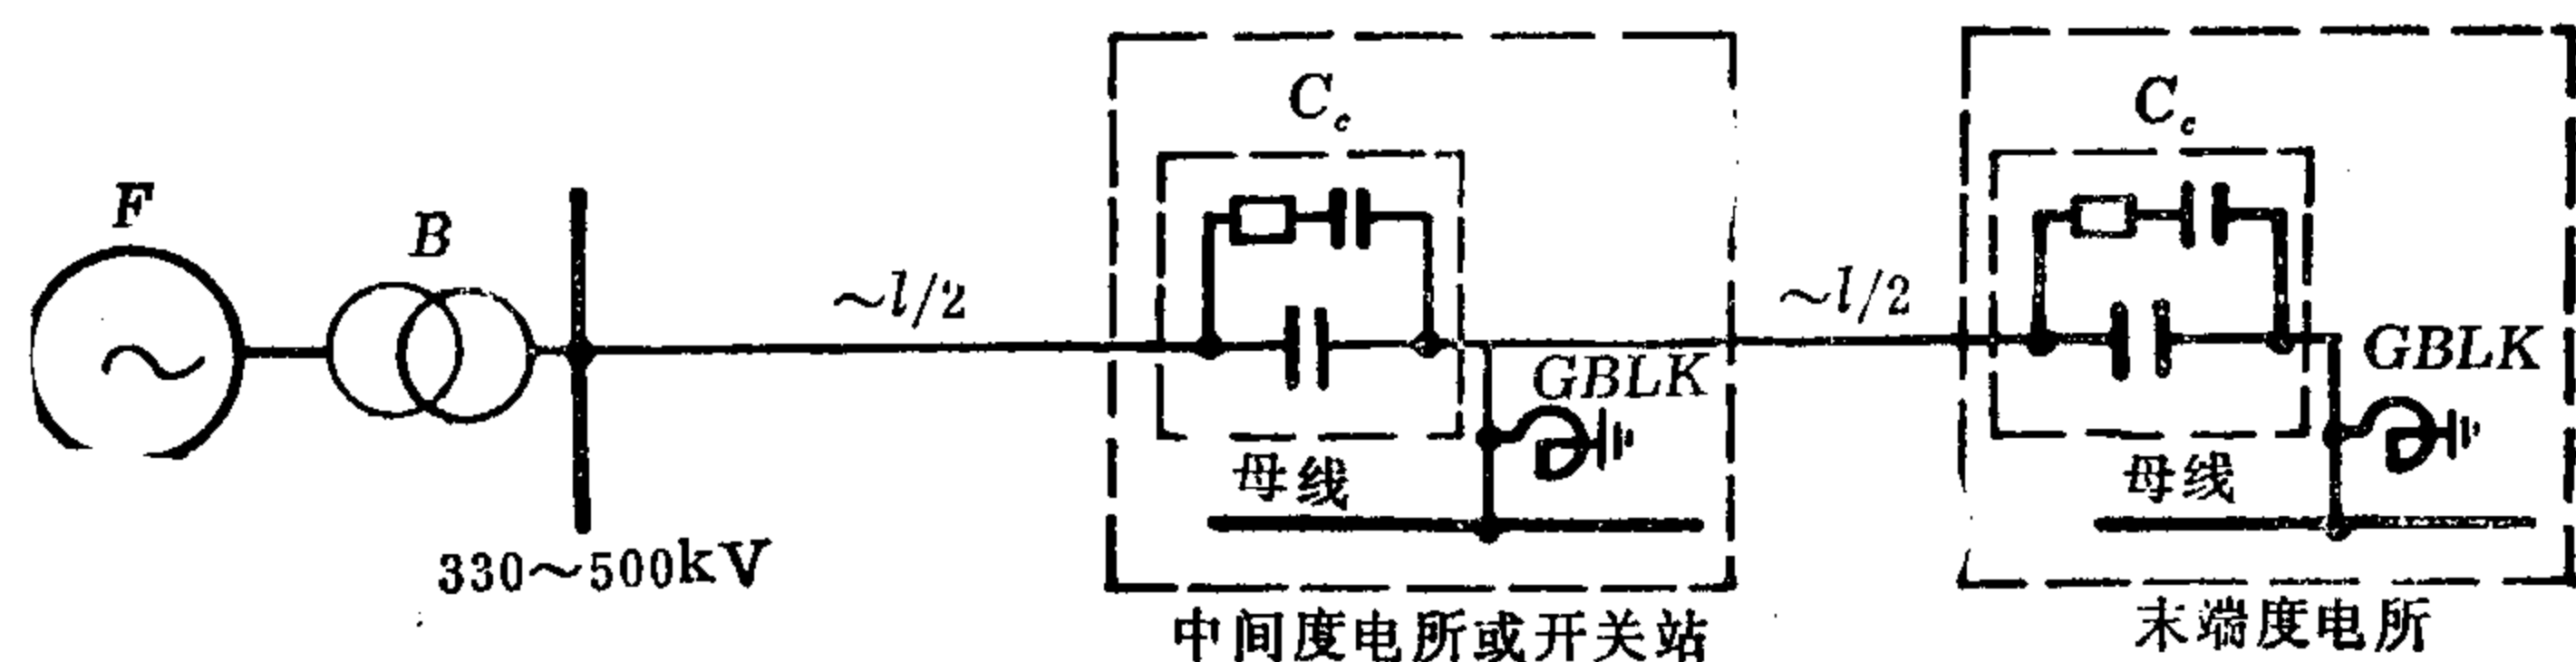 F
B
330～500kV
～l/2
C_c
GBLK
母线
中间度电所或开关站
～l/2
C_c
GBLK
母线
末端度电所